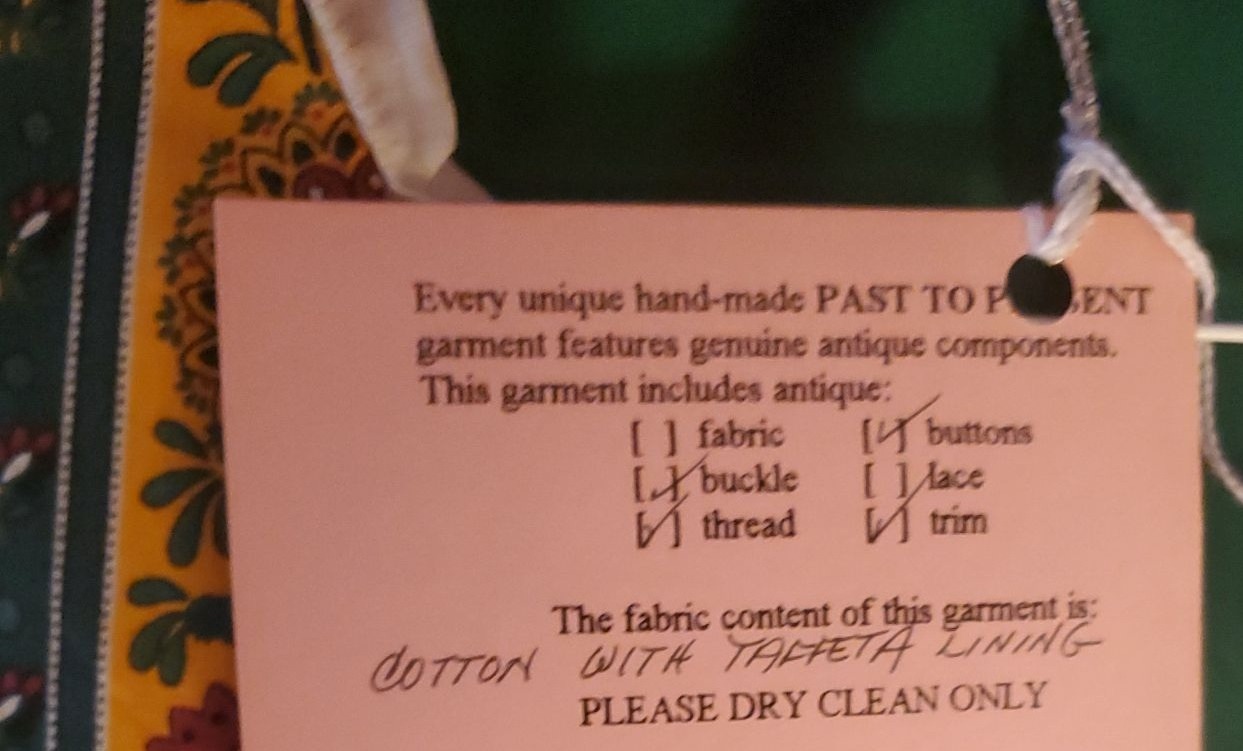 Every unique hand-made PAST TO P SENT
garment features genuine antique components.
This garment includes antique:
[ ] fabric [✓] buttons
[✓] buckle [ ] lace
[✓] thread [✓] trim
The fabric content of this garment is:
COTTON WITH TAFFETA LINING
PLEASE DRY CLEAN ONLY